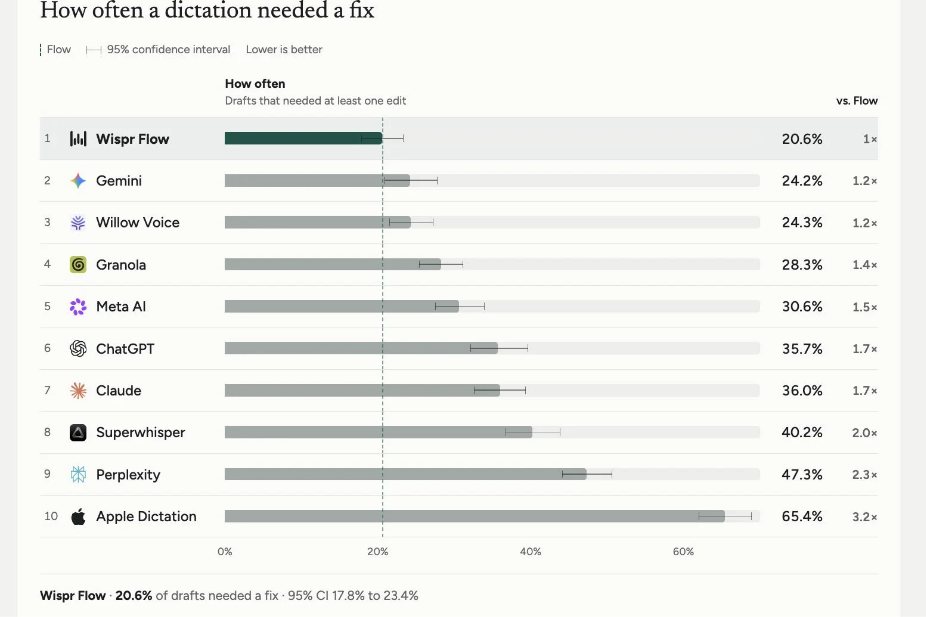 How often a dictation needed a fix
Flow 95% confidence interval Lower is better
How often
Drafts that needed at least one edit vs. Flow
1 Wispr Flow 20.6% 1×
2 Gemini 24.2% 1.2×
3 Willow Voice 24.3% 1.2×
4 Granola 28.3% 1.4×
5 Meta AI 30.6% 1.5×
6 ChatGPT 35.7% 1.7×
7 Claude 36.0% 1.7×
8 Superwhisper 40.2% 2.0×
9 Perplexity 47.3% 2.3×
10 Apple Dictation 65.4% 3.2×
0% 20% 40% 60%
Wispr Flow · 20.6% of drafts needed a fix · 95% CI 17.8% to 23.4%